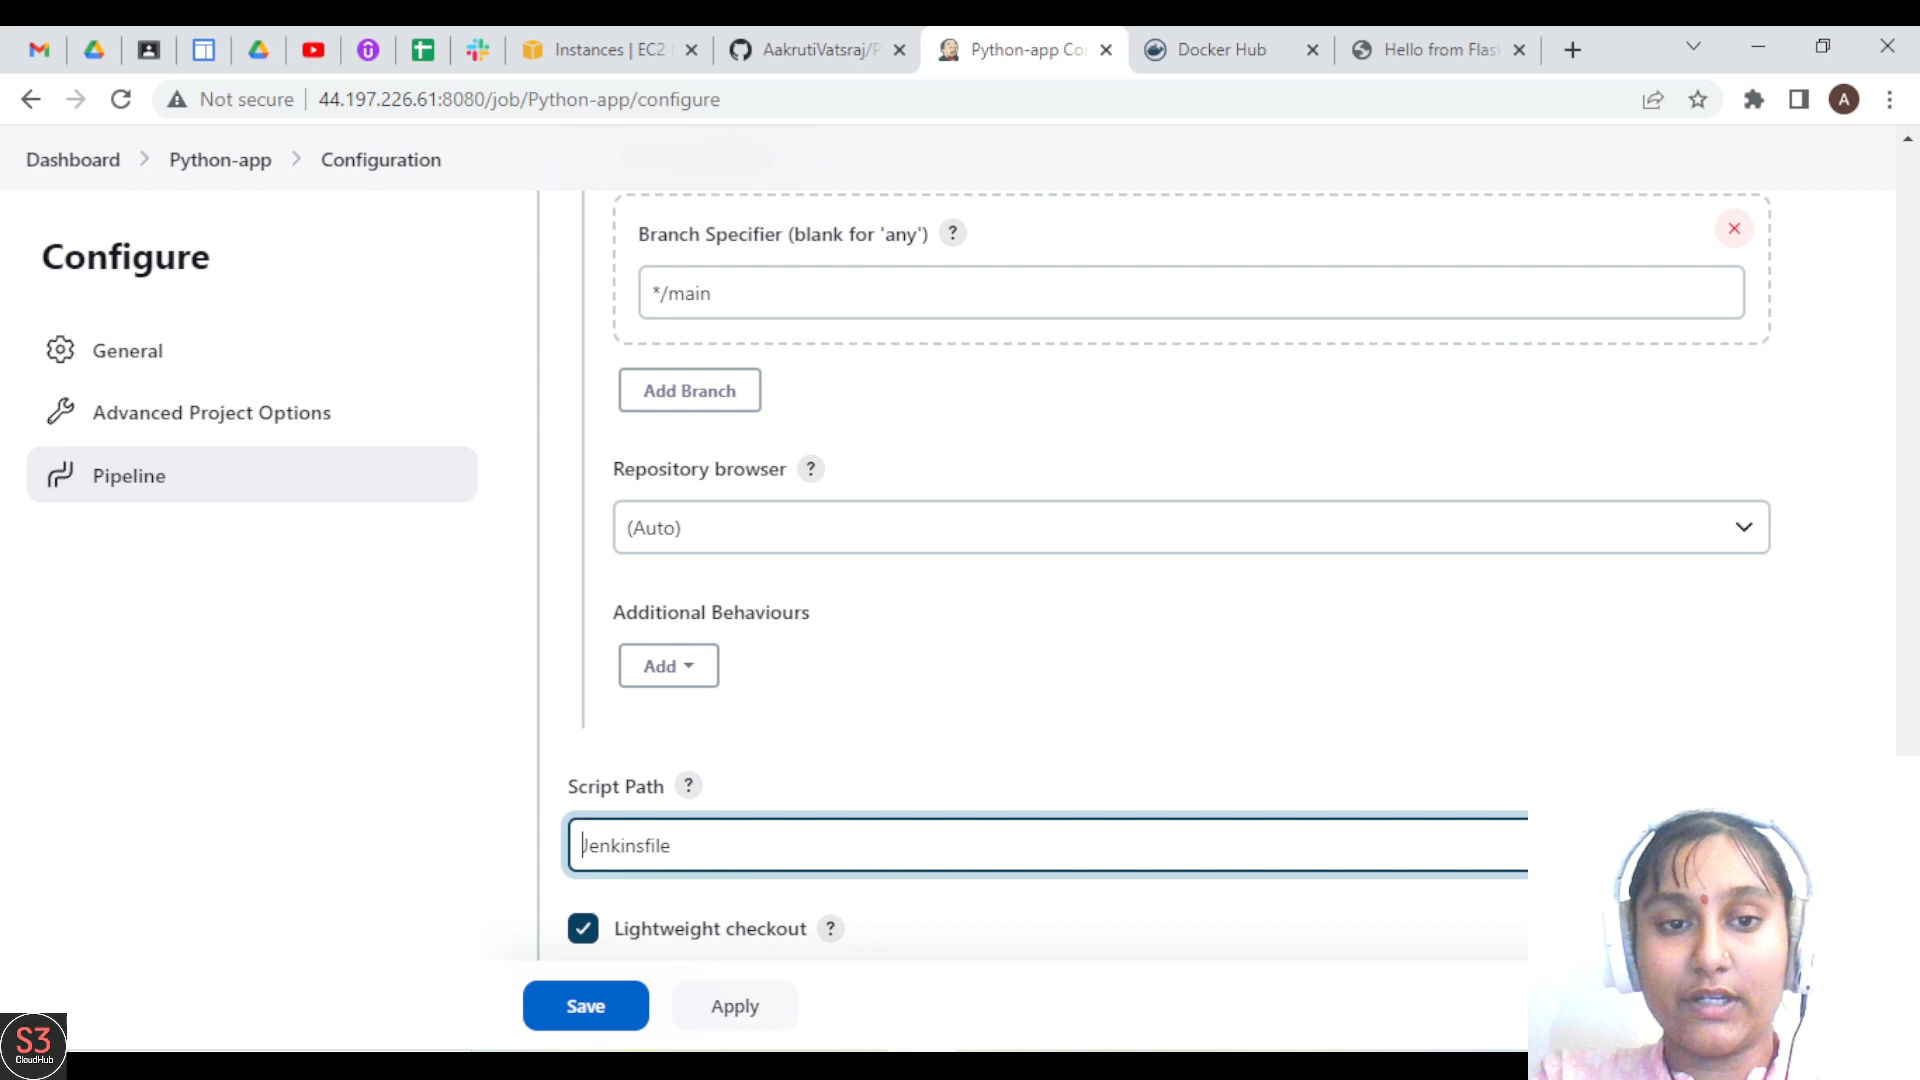 Instances | EC2
AakrutiVatsraj/P
Python-app Co
Docker Hub
Hello from Flas
Not secure
44.197.226.61:8080/job/Python-app/configure
A
Dashboard
Python-app
Configuration
Configure
General
Advanced Project Options
Pipeline
Branch Specifier (blank for 'any') ?
*/main
Add Branch
Repository browser ?
(Auto)
Additional Behaviours
Add
Script Path ?
Jenkinsfile
Lightweight checkout ?
Save
Apply
S3
CloudHub